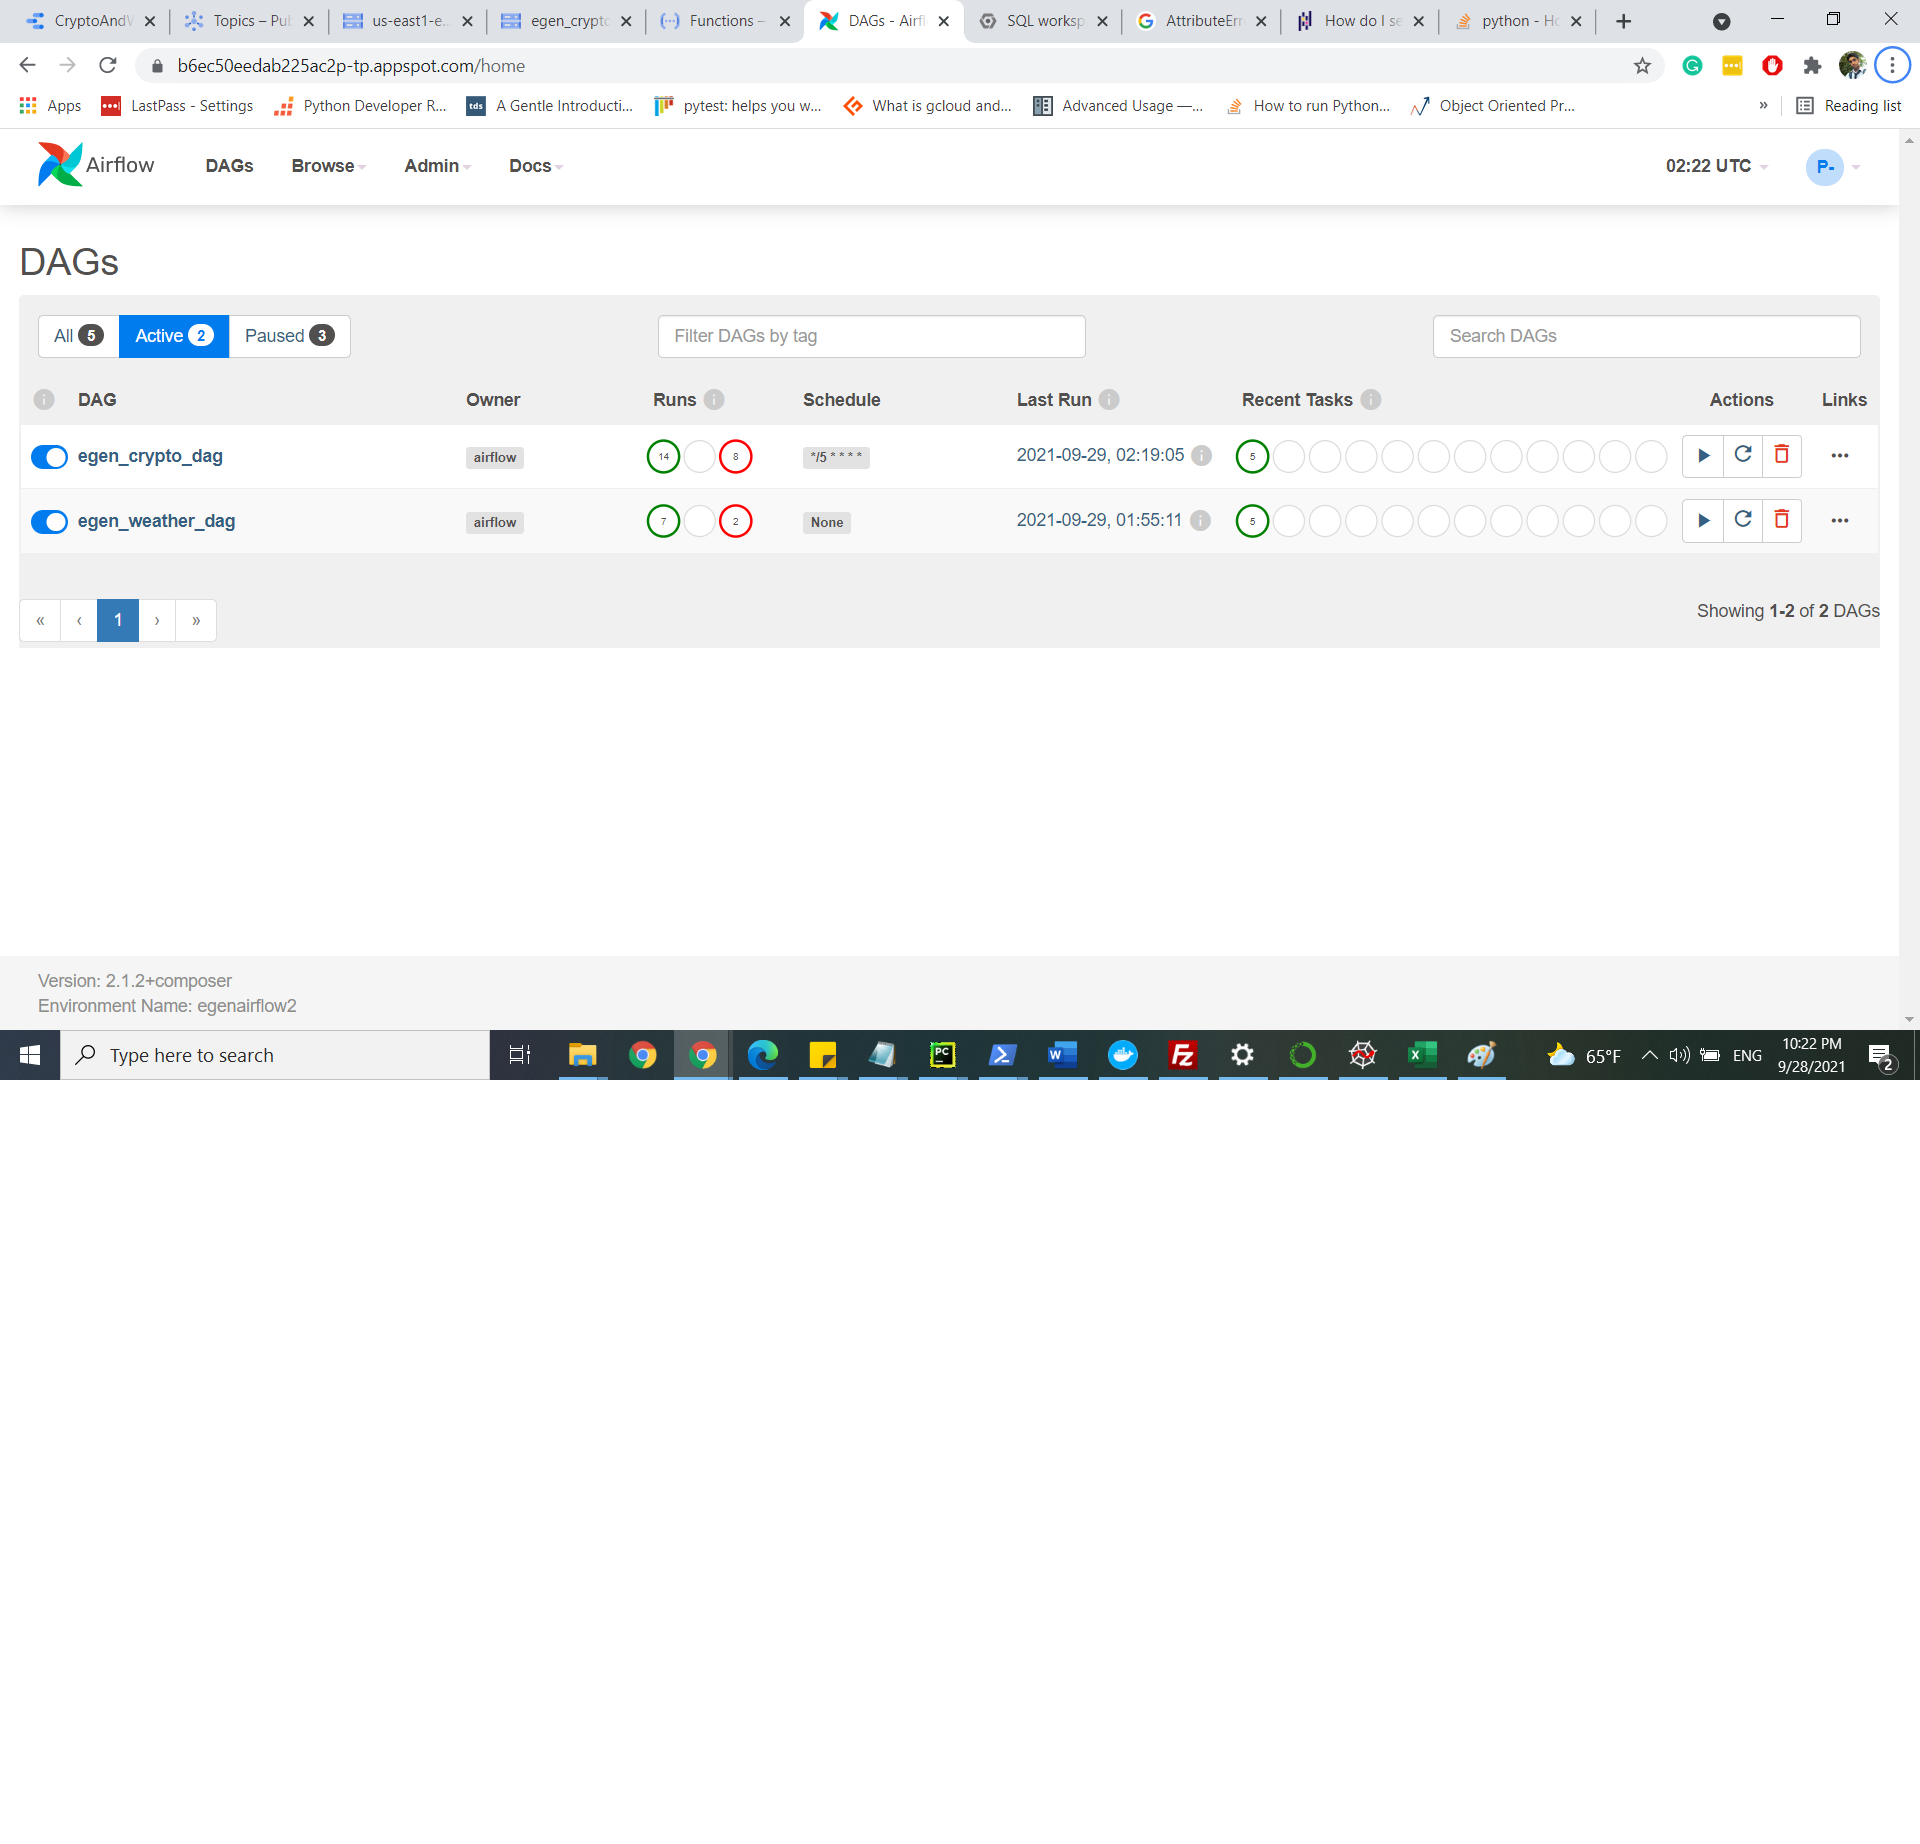 CryptoAndW
Topics – Pub
us-east1-e...
egen_crypto
Functions –
DAGs - Airfl
SQL worksp
AttributeErr
How do I se
python - Ho
b6ec50eedab225ac2p-tp.appspot.com/home
Apps
LastPass - Settings
Python Developer R...
tds
A Gentle Introducti...
pytest: helps you w...
What is gcloud and...
Advanced Usage —...
How to run Python...
Object Oriented Pr...
»
Reading list
Airflow
DAGs
Browse
Admin
Docs
02:22 UTC
P-
DAGs
All 5
Active 2
Paused 3
Filter DAGs by tag
Search DAGs
DAG
Owner
Runs
Schedule
Last Run
Recent Tasks
Actions
Links
egen_crypto_dag
airflow
14
8
*/5 * * * *
2021-09-29, 02:19:05
5
egen_weather_dag
airflow
7
2
None
2021-09-29, 01:55:11
5
« ‹ 1 › »
Showing 1-2 of 2 DAGs
Version: 2.1.2+composer
Environment Name: egenairflow2
Type here to search
65°F
ENG
10:22 PM
9/28/2021
2